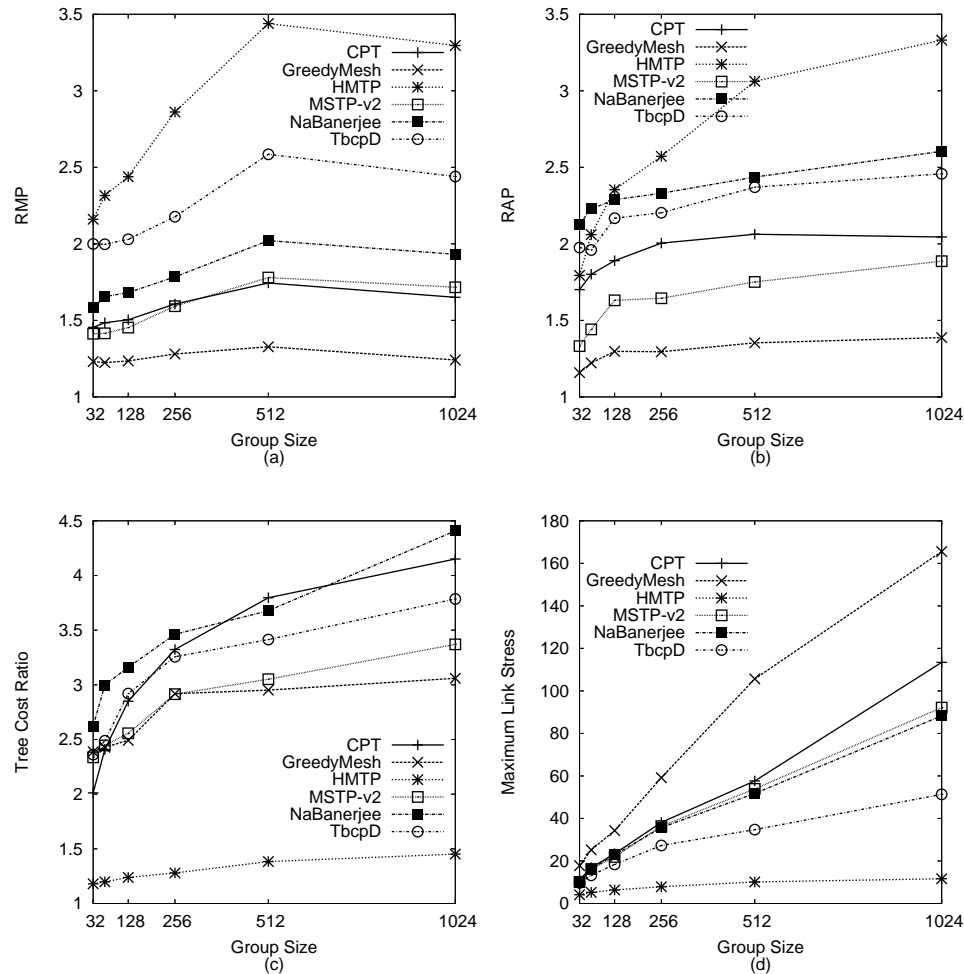 3.5
3
2.5
2
1.5
1
32
128
256
512
1024
RMP
Group Size
(a)
CPT
GreedyMesh
HMTP
MSTP-v2
NaBanerjee
TbcpD
3.5
3
2.5
2
1.5
1
32
128
256
512
1024
RAP
Group Size
(b)
CPT
GreedyMesh
HMTP
MSTP-v2
NaBanerjee
TbcpD
4.5
4
3.5
3
2.5
2
1.5
1
32
128
256
512
1024
Tree Cost Ratio
Group Size
(c)
CPT
GreedyMesh
HMTP
MSTP-v2
NaBanerjee
TbcpD
180
160
140
120
100
80
60
40
20
0
32
128
256
512
1024
Maximum Link Stress
Group Size
(d)
CPT
GreedyMesh
HMTP
MSTP-v2
NaBanerjee
TbcpD